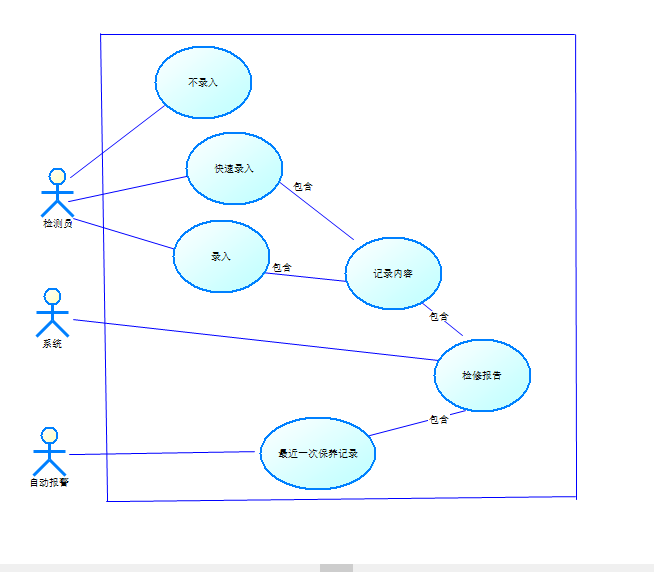 不录入
快速录入
包含
检测员
录入
包含
记录内容
包含
系统
检修报告
包含
最近一次保养记录
自动报警